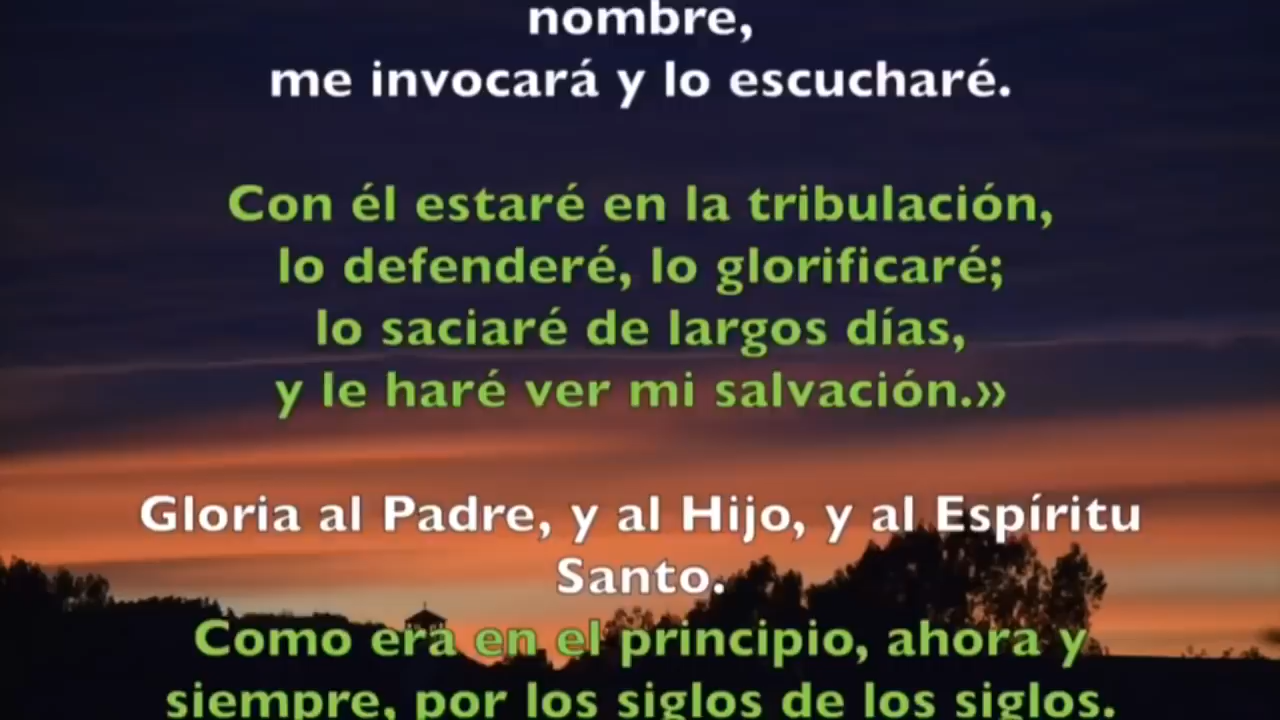 nombre,
me invocará y lo escucharé.
Con él estaré en la tribulación,
lo defenderé, lo glorificaré;
lo saciaré de largos días,
y le haré ver mi salvación.»
Gloria al Padre, y al Hijo, y al Espíritu
Santo.
Como era en el principio, ahora y
siempre, por los siglos de los siglos.